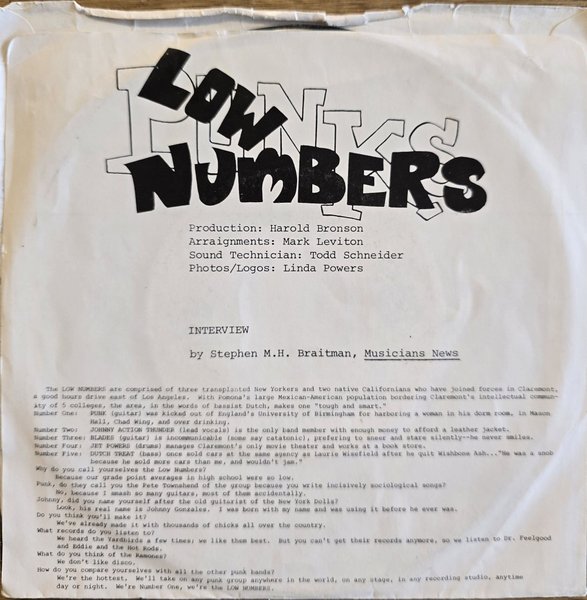 PUNKS
LOW
NUMBERS
Production: Harold Bronson
Arraignments: Mark Leviton
Sound Technician: Todd Schneider
Photos/Logos: Linda Powers
INTERVIEW
by Stephen M.H. Braitman, Musicians News
The LOW NUMBERS are comprised of three transplanted New Yorkers and two native Californians who have joined forces in Claremont,
a good hours drive east of Los Angeles. With Pomona's large Mexican-American population bordering Claremont's intellectual commun-
ity of 5 colleges, the area, in the words of bassist Dutch, makes one "tough and smart."
Number One: PUNK (guitar) was kicked out of England's University of Birmingham for harboring a woman in his dorm room, in Mason
Hall, Chad Wing, and over drinking.
Number Two: JOHNNY ACTION THUNDER (lead vocals) is the only band member with enough money to afford a leather jacket.
Number Three: BLADES (guitar) is incommunicable (some say catatonic), prefering to sneer and stare silently--he never smiles.
Number Four: JET POWERS (drums) manages Claremont's only movie theater and works at a book store.
Number Five: DUTCH TREAT (bass) once sold cars at the same agency as Laurie Wisefield after he quit Wishbone Ash..."He was a snob
because he sold more cars than me, and wouldn't jam."
Why do you call yourselves the Low Numbers?
Because our grade point averages in high school were so low.
Punk, do they call you the Pete Townshend of the group because you write incisively sociological songs?
No, because I smash so many guitars, most of them accidentally.
Johnny, did you name yourself after the old guitarist of the New York Dolls?
Look, his real name is Johnny Gonzales. I was born with my name and was using it before he ever was.
Do you think you'll make it?
We've already made it with thousands of chicks all over the country.
What records do you listen to?
We heard the Yardbirds a few times; we like them best. But you can't get their records anymore, so we listen to Dr. Feelgood
and Eddie and the Hot Rods.
What do you think of the Ramones?
We don't like disco.
How do you compare yourselves with all the other punk bands?
We're the hottest. We'll take on any punk group anywhere in the world, on any stage, in any recording studio, anytime
day or night. We're Number One, we're the LOW NUMBERS.